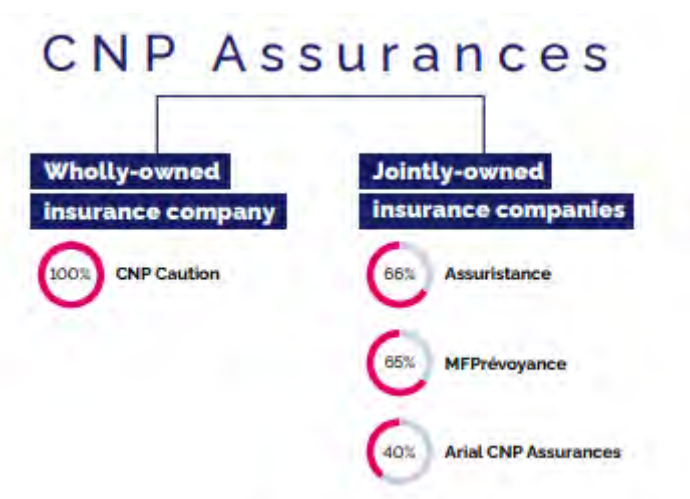 CNP Assurances
Wholly-owned
insurance company
100% CNP Caution
Jointly-owned
insurance companies
66% Assuristance
65% MFPrévoyance
40% Arial CNP Assurances